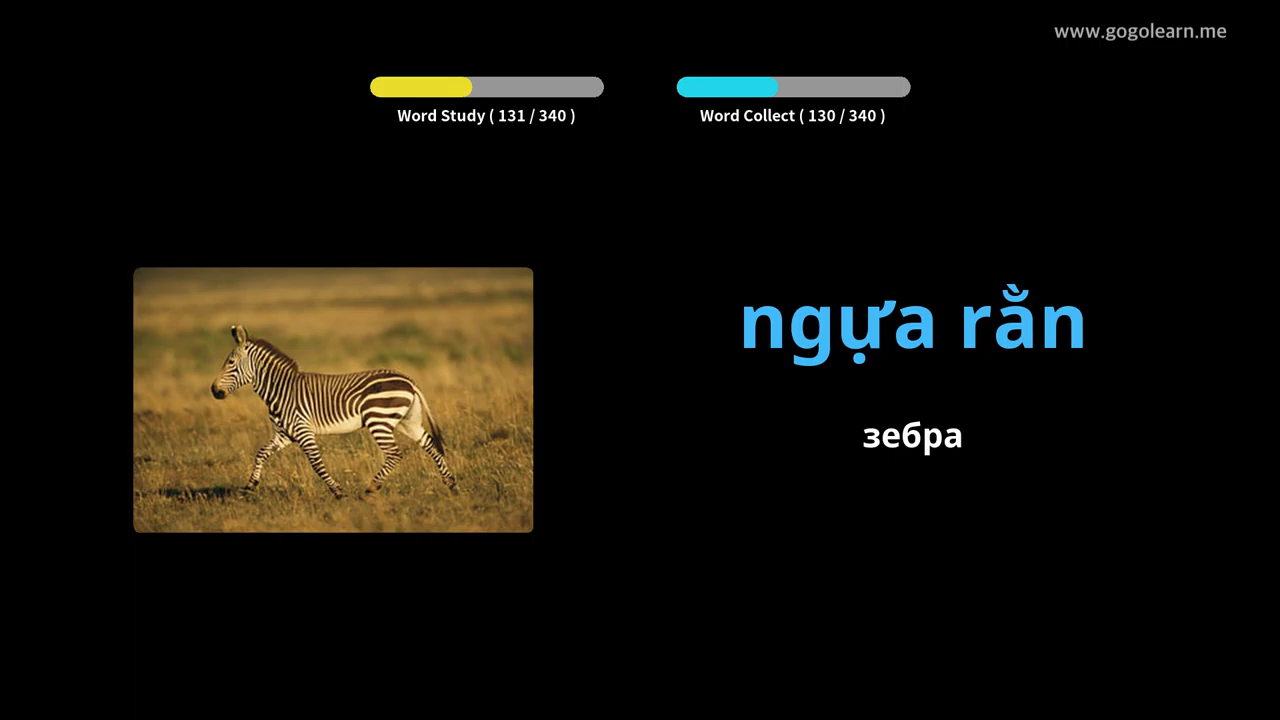 www.gogolearn.me
Word Study ( 131 / 340 )
Word Collect ( 130 / 340 )
ngựa rằn
зебра